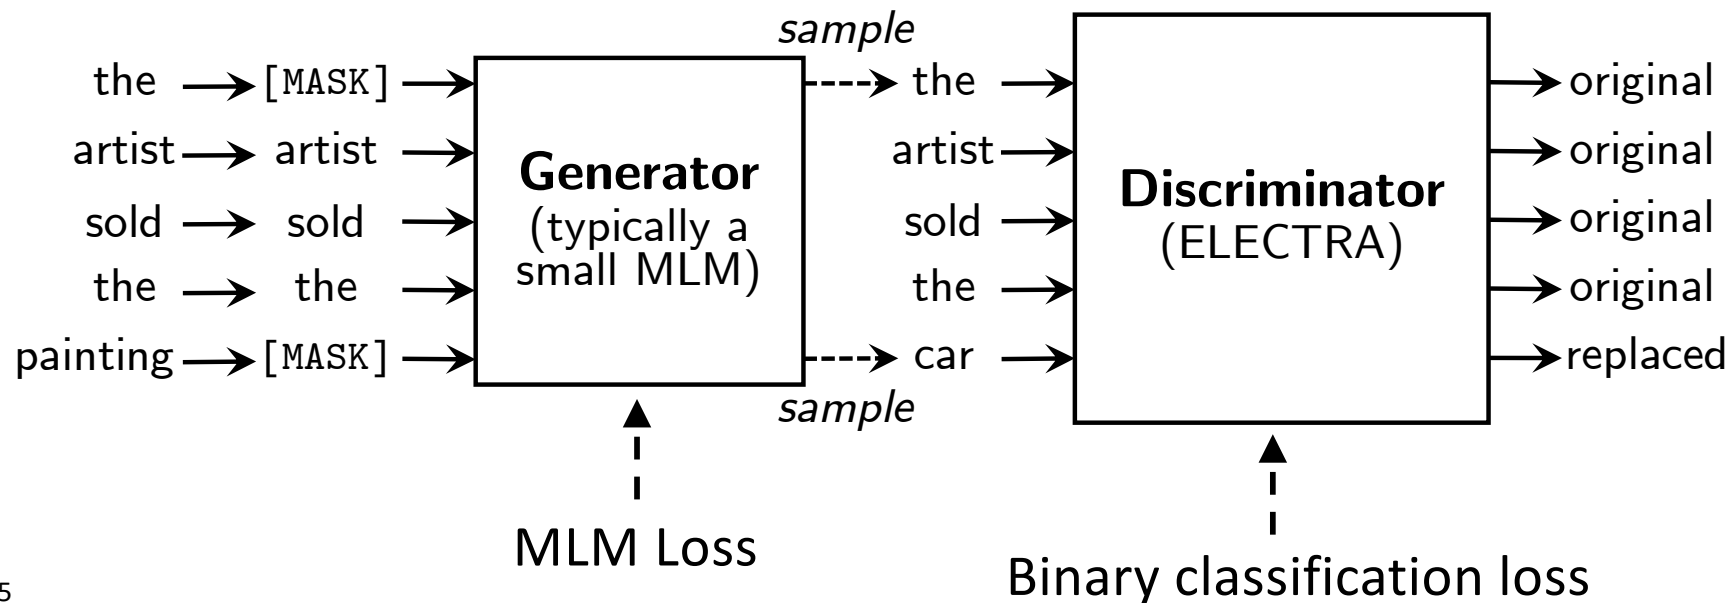 sample
the [MASK] the original
artist artist artist original
Generator
Discriminator
sold sold sold original
(typically a
(ELECTRA)
small MLM)
the the the original
painting [MASK] car replaced
sample
MLM Loss
Binary classification loss
5